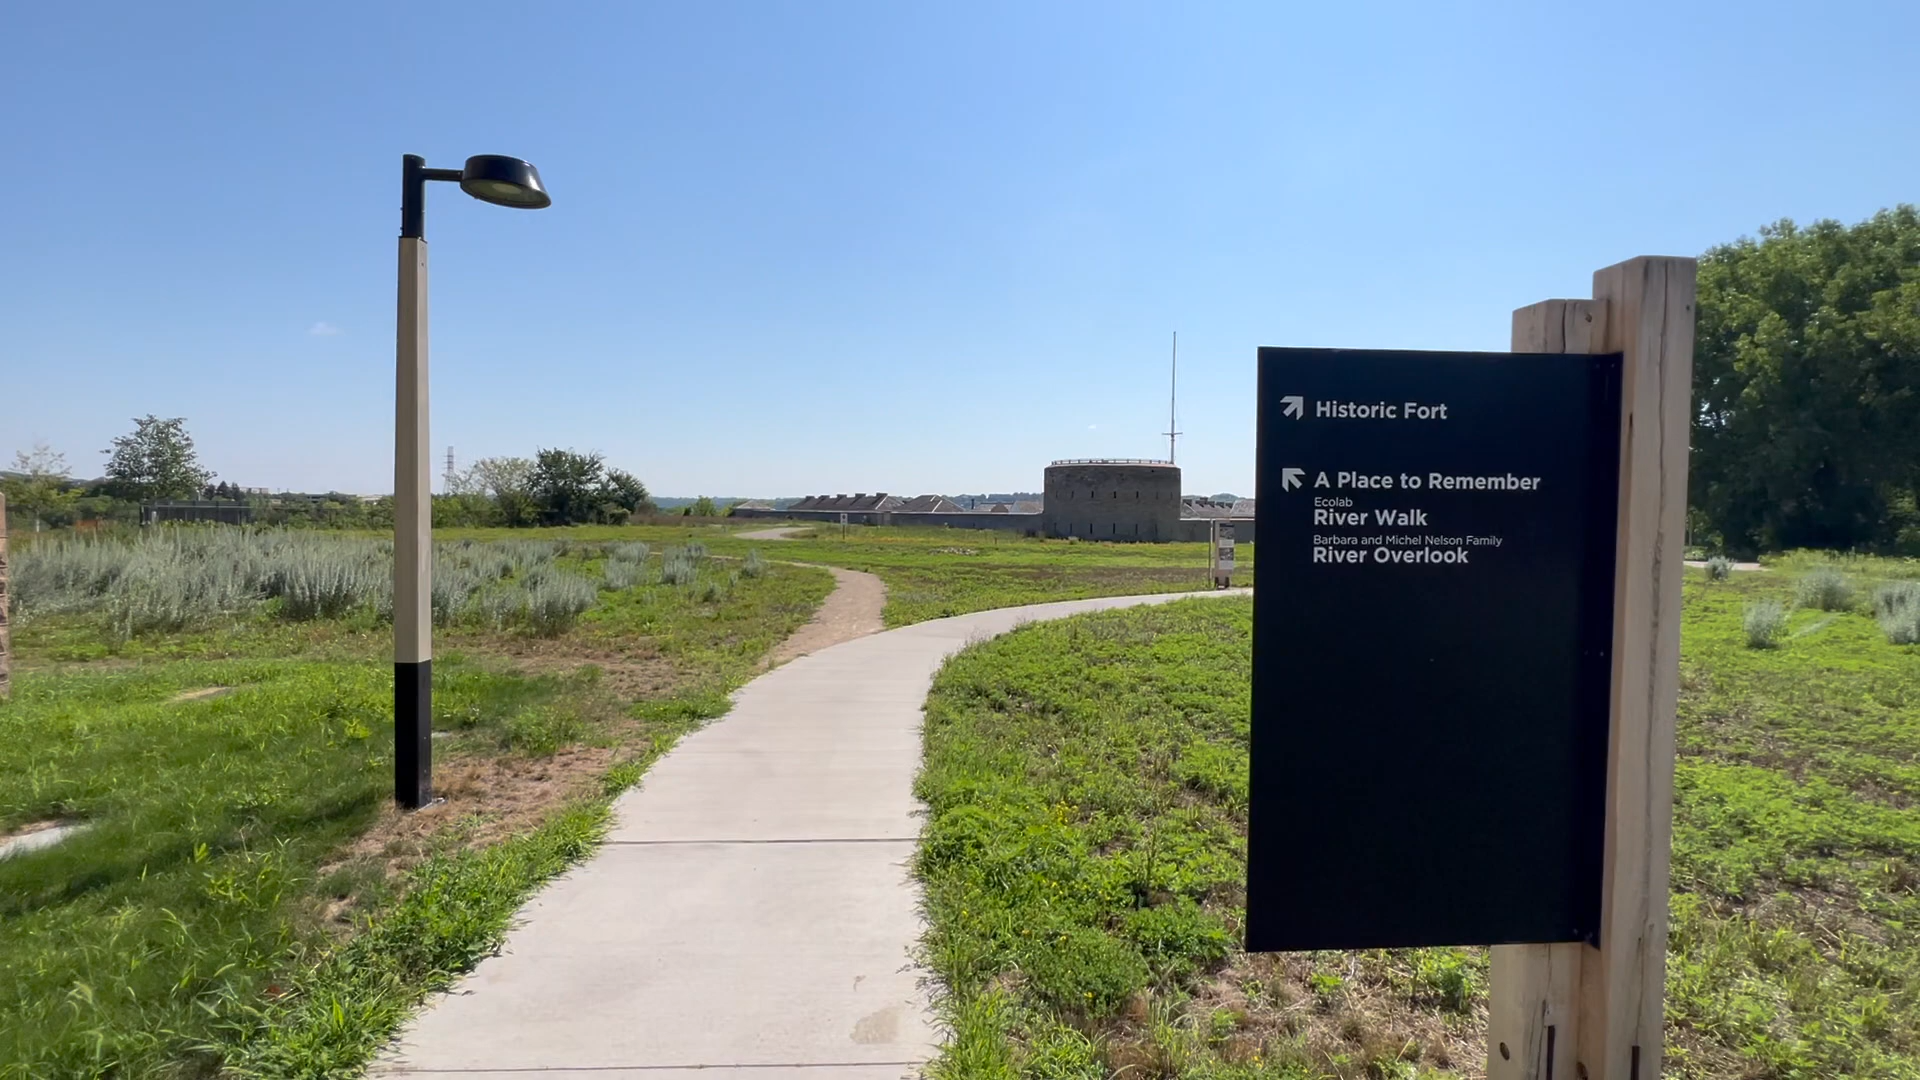 Historic Fort
A Place to Remember
Ecolab
River Walk
Barbara and Michel Nelson Family
River Overlook